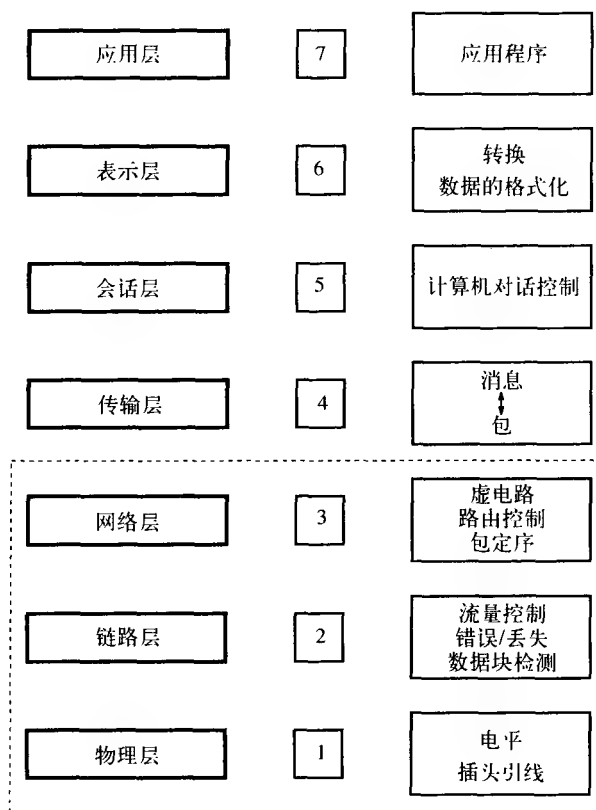 应用层 7 应用程序
表示层 6 转换
数据的格式化
会话层 5 计算机对话控制
传输层 4 消息
包
网络层 3 虚电路
路由控制
包定序
链路层 2 流量控制
错误/丢失
数据块检测
物理层 1 电平
插头引线